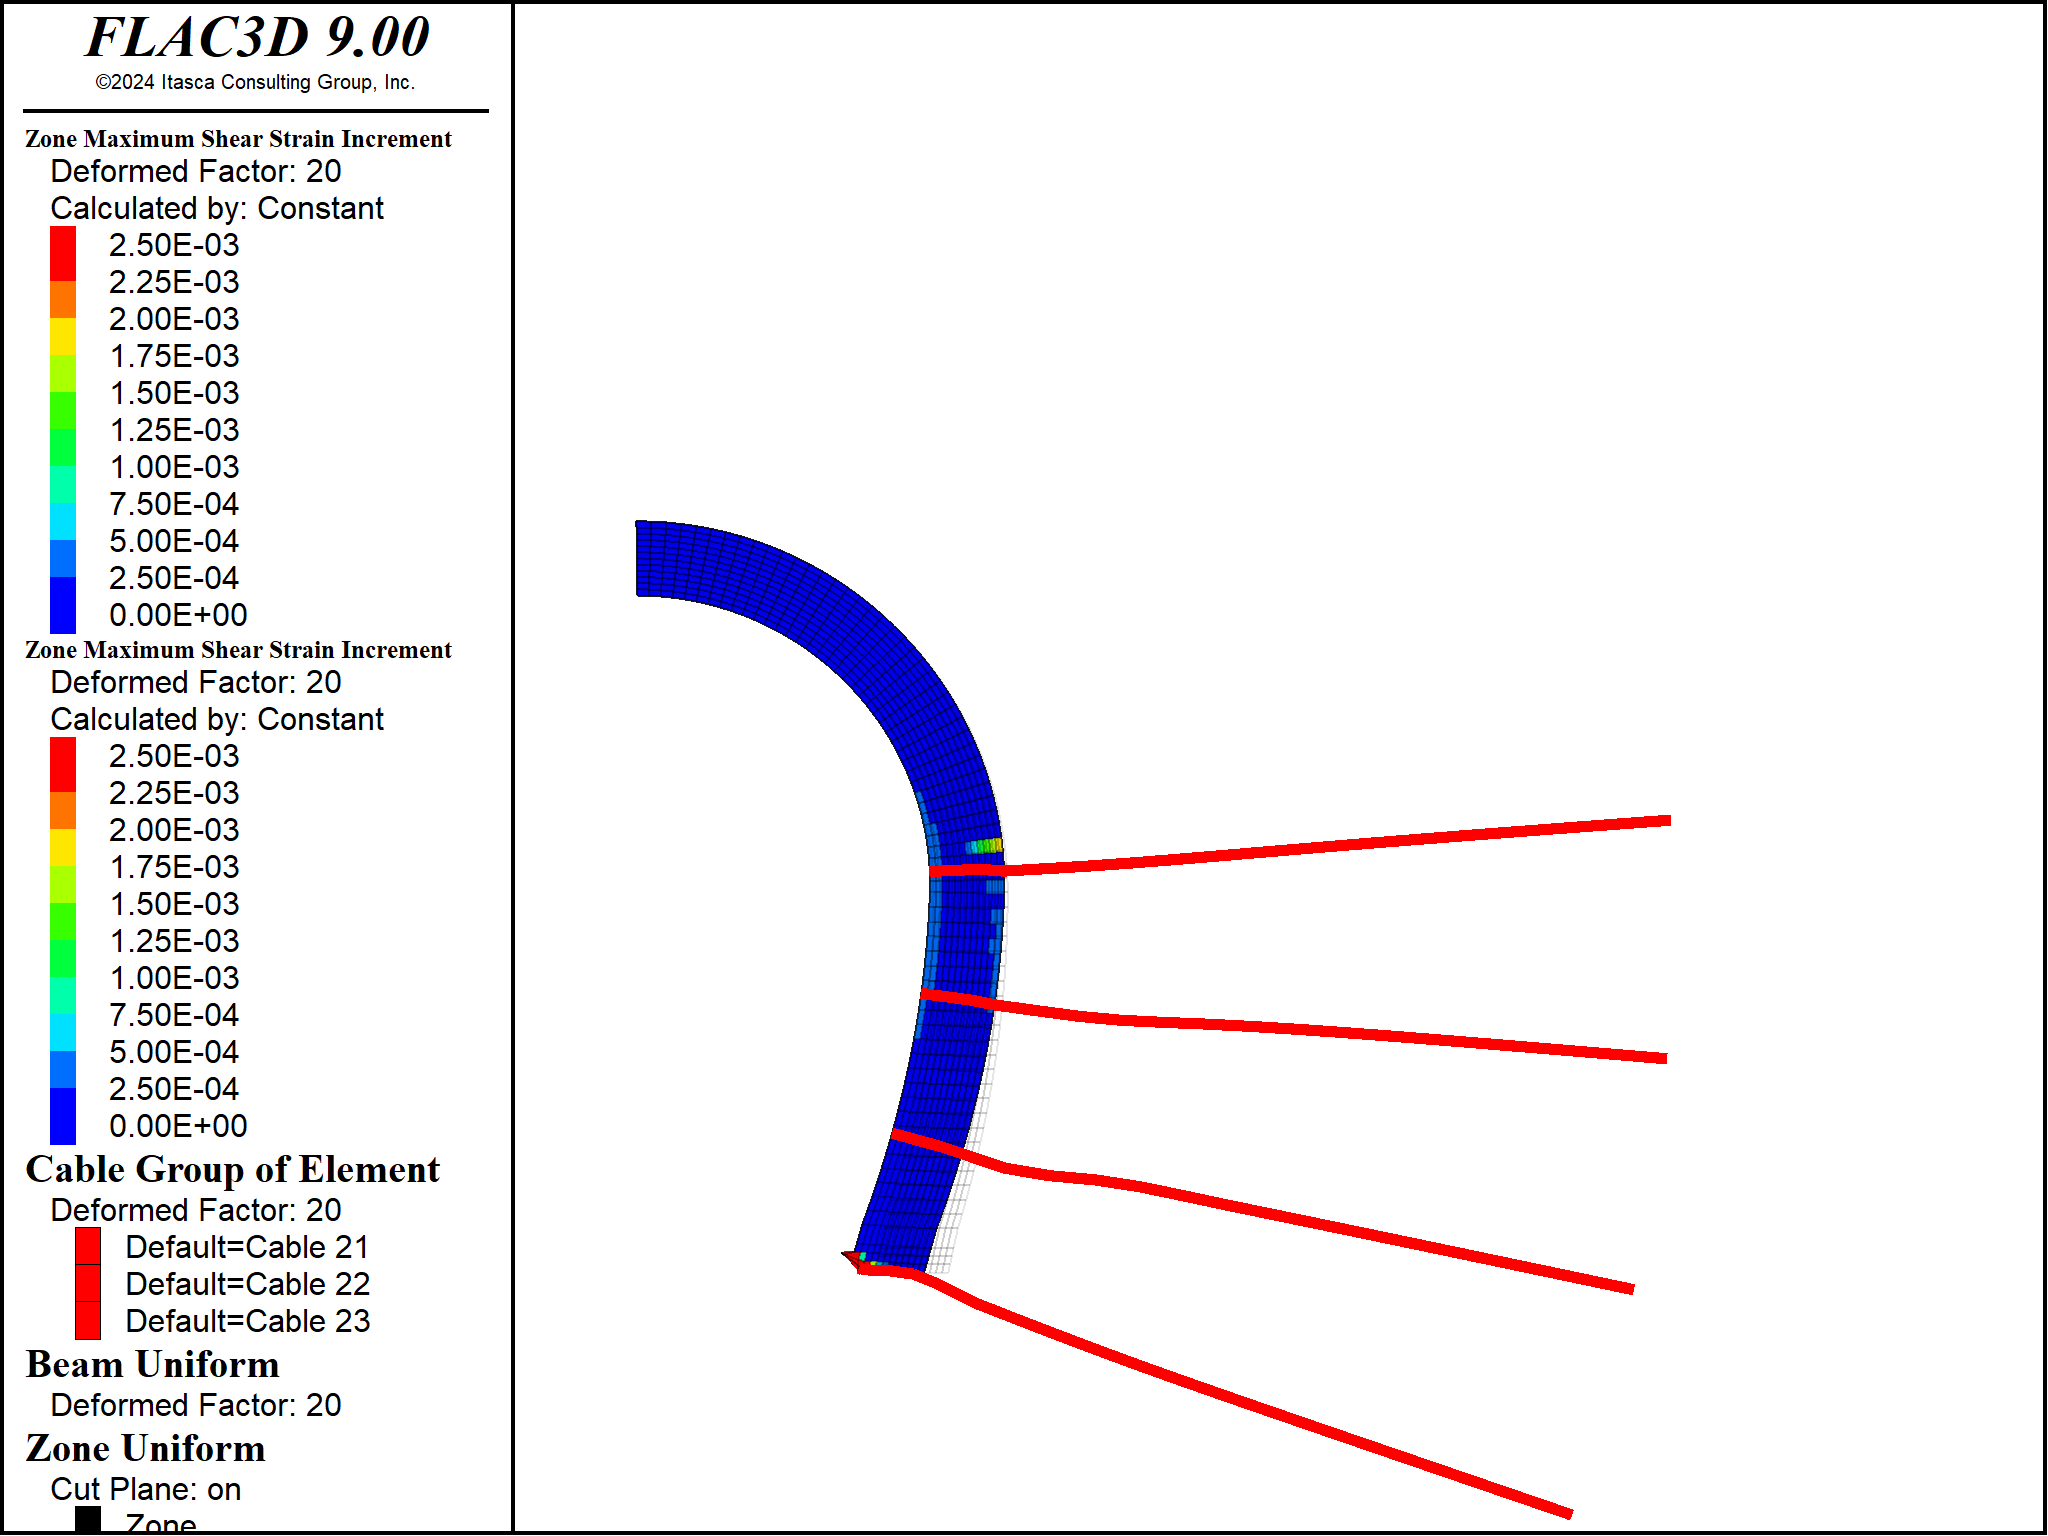 FLAC3D 9.00
©2024 Itasca Consulting Group, Inc.
Zone Maximum Shear Strain Increment
Deformed Factor: 20
Calculated by: Constant
2.50E-03
2.25E-03
2.00E-03
1.75E-03
1.50E-03
1.25E-03
1.00E-03
7.50E-04
5.00E-04
2.50E-04
0.00E+00
Zone Maximum Shear Strain Increment
Deformed Factor: 20
Calculated by: Constant
2.50E-03
2.25E-03
2.00E-03
1.75E-03
1.50E-03
1.25E-03
1.00E-03
7.50E-04
5.00E-04
2.50E-04
0.00E+00
Cable Group of Element
Deformed Factor: 20
Default=Cable 21
Default=Cable 22
Default=Cable 23
Beam Uniform
Deformed Factor: 20
Zone Uniform
Cut Plane: on
Zone